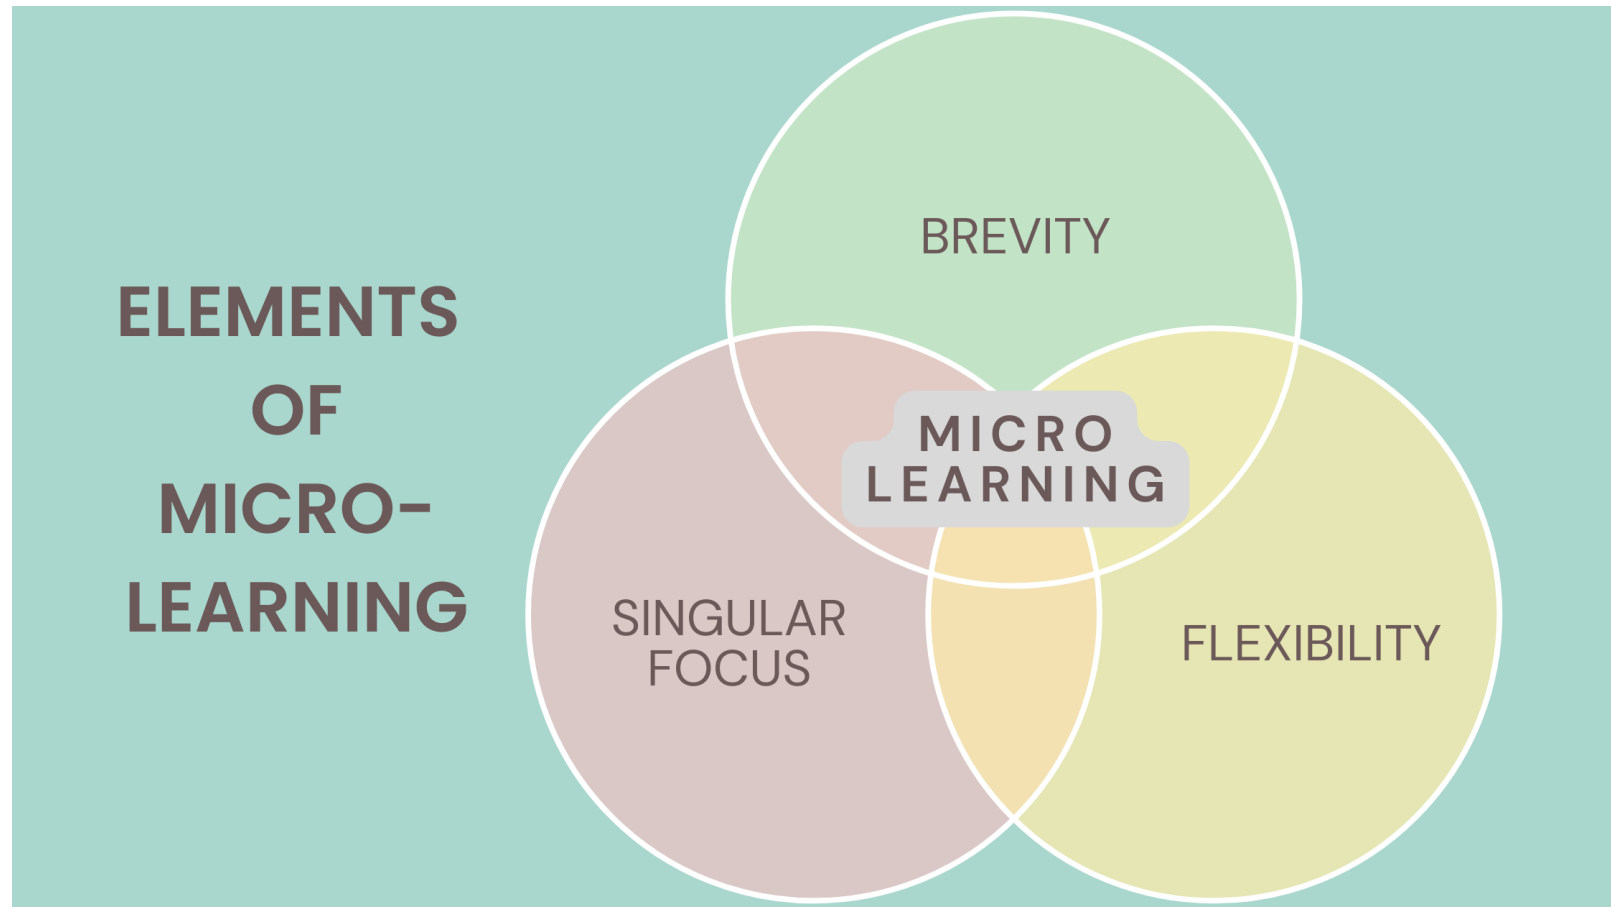 ELEMENTS
OF
MICRO-
LEARNING
BREVITY
MICRO
LEARNING
SINGULAR
FOCUS
FLEXIBILITY